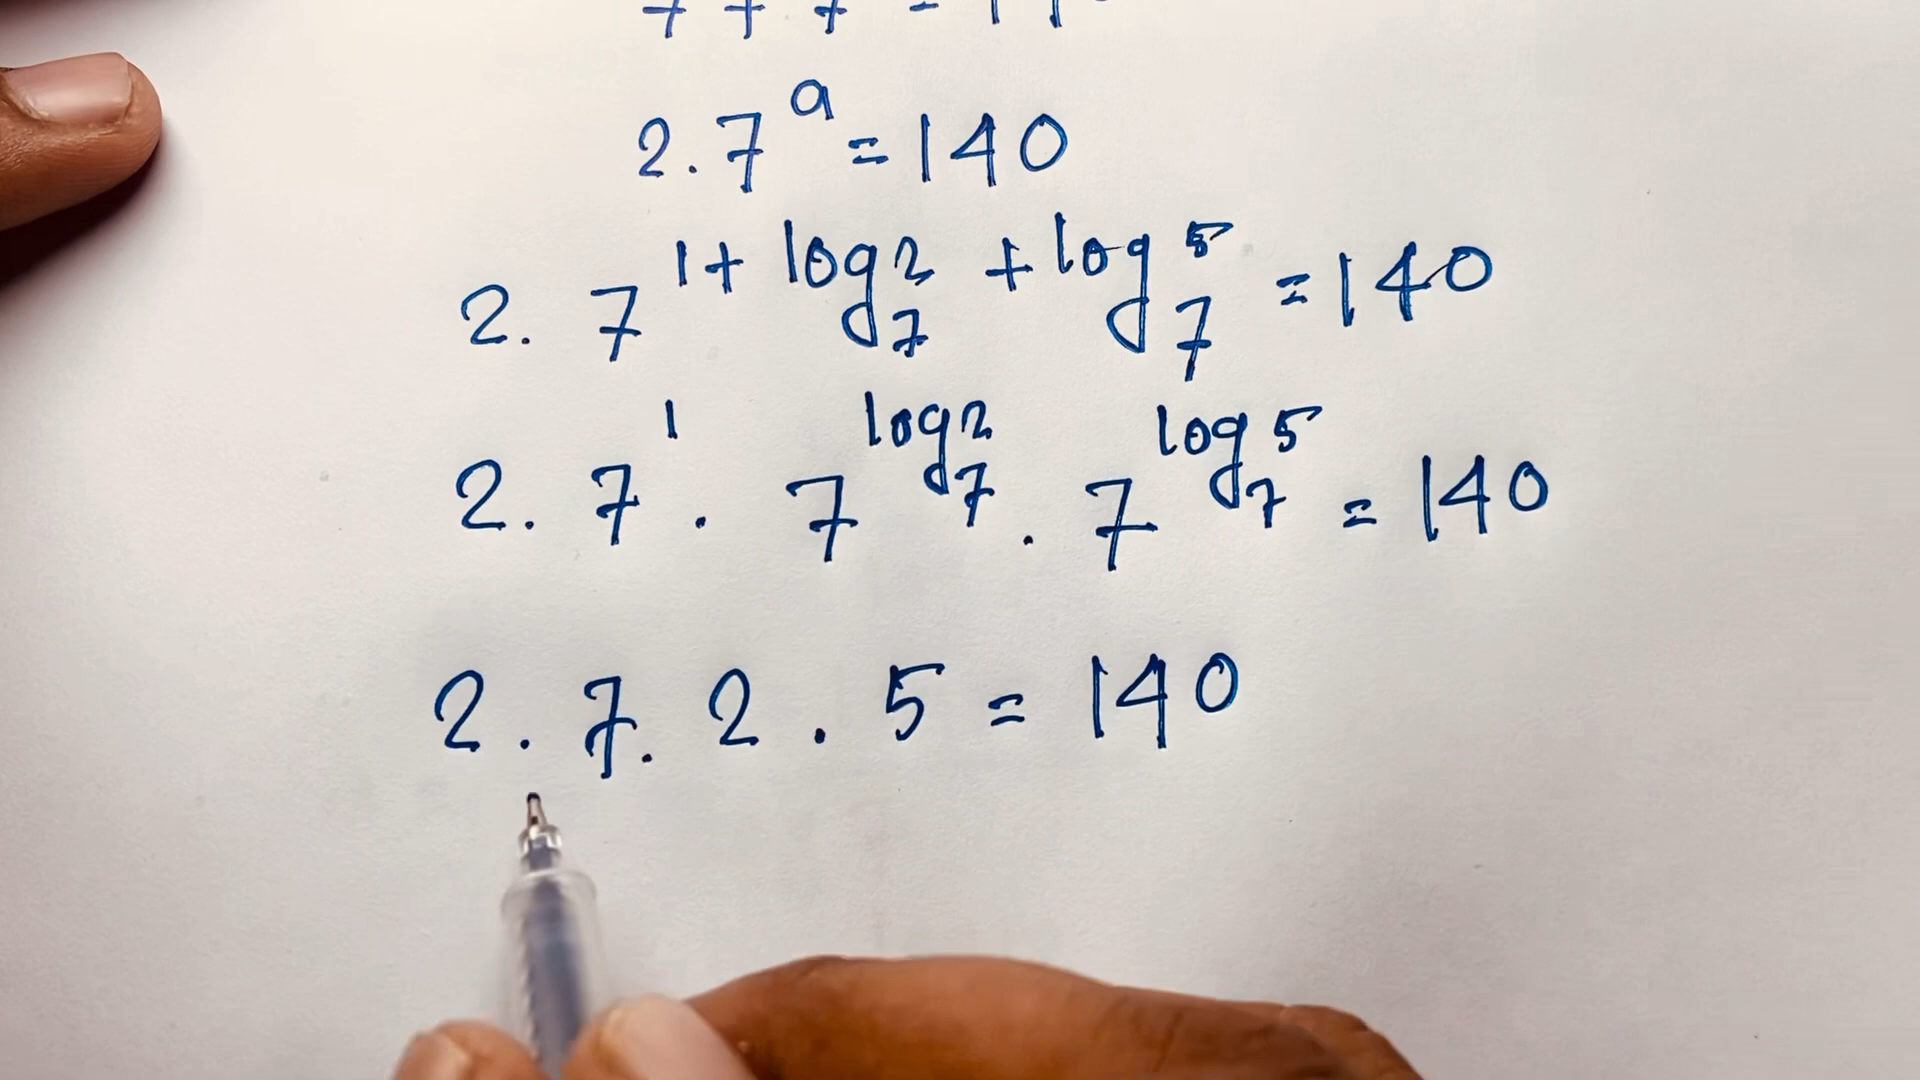 2.7^a = 140
2. 7^(1+log_7 2 + log_7 5) = 140
2. 7^1 . 7^(log_7 2) . 7^(log_7 5) = 140
2 . 7 . 2 . 5 = 140